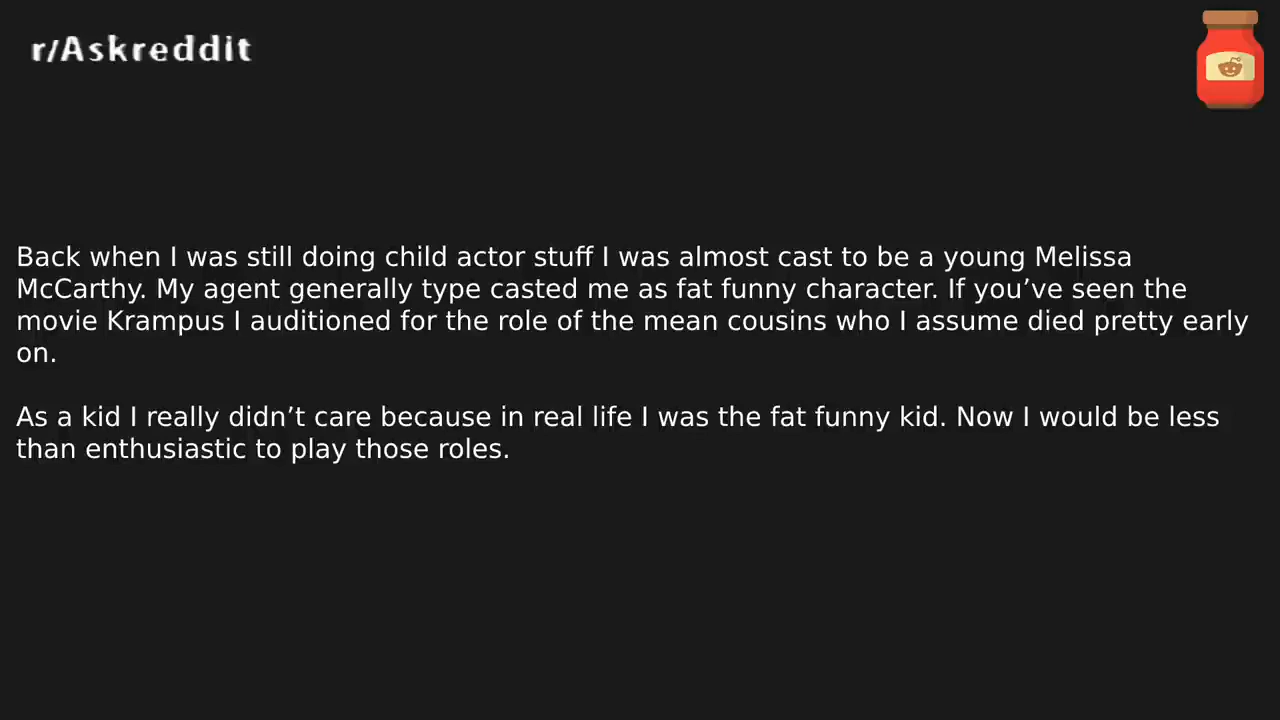 r/Askreddit
Back when I was still doing child actor stuff I was almost cast to be a young Melissa
McCarthy. My agent generally type casted me as fat funny character. If you’ve seen the
movie Krampus I auditioned for the role of the mean cousins who I assume died pretty early
on.
As a kid I really didn’t care because in real life I was the fat funny kid. Now I would be less
than enthusiastic to play those roles.